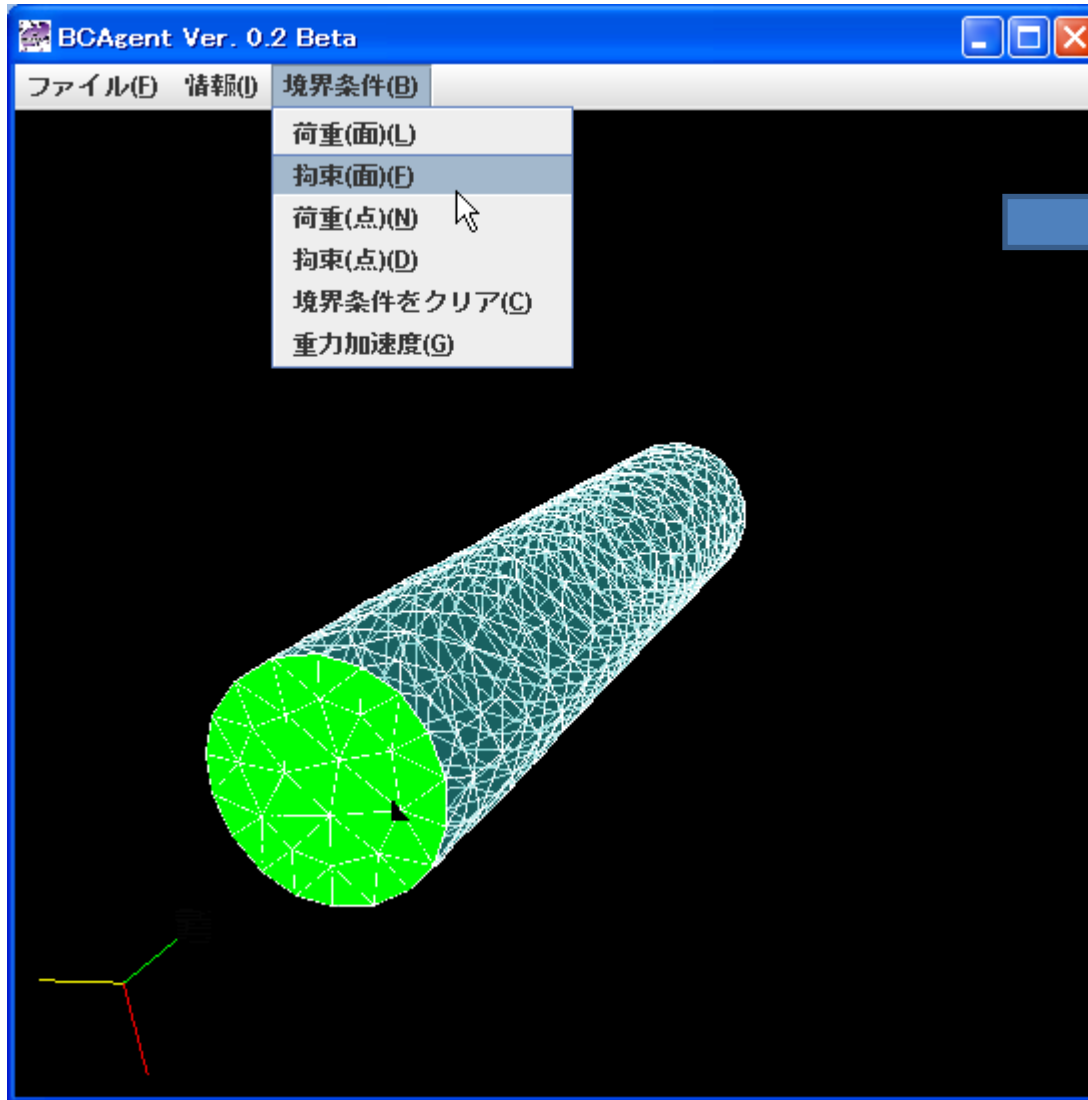 BCAgent Ver. 0.2 Beta
ファイル(F) 情報(I) 境界条件(B)
荷重(面)(L)
拘束(面)(F)
荷重(点)(N)
拘束(点)(D)
境界条件をクリア(C)
重力加速度(G)